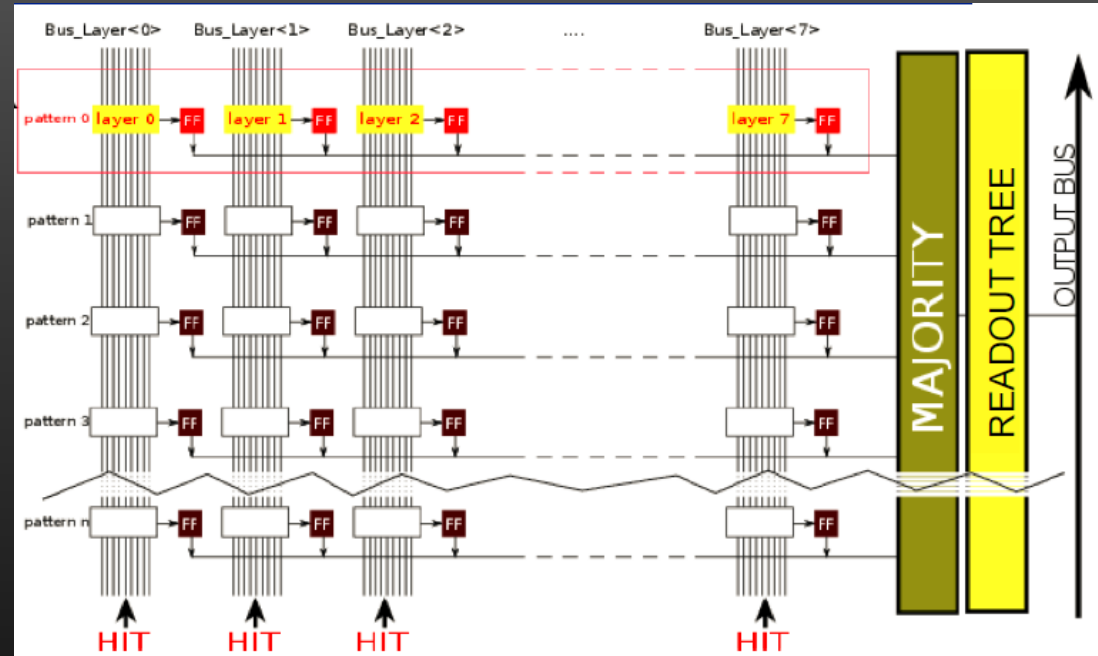 Bus_Layer<0> Bus_Layer<1> Bus_Layer<2> .... Bus_Layer<7>
pattern 0 layer 0 FF layer 1 FF layer 2 FF layer 7 FF
pattern 1 FF FF FF FF
pattern 2 FF FF FF FF
pattern 3 FF FF FF FF
pattern n FF FF FF FF
HIT HIT HIT HIT
MAJORITY
READOUT TREE
OUTPUT BUS